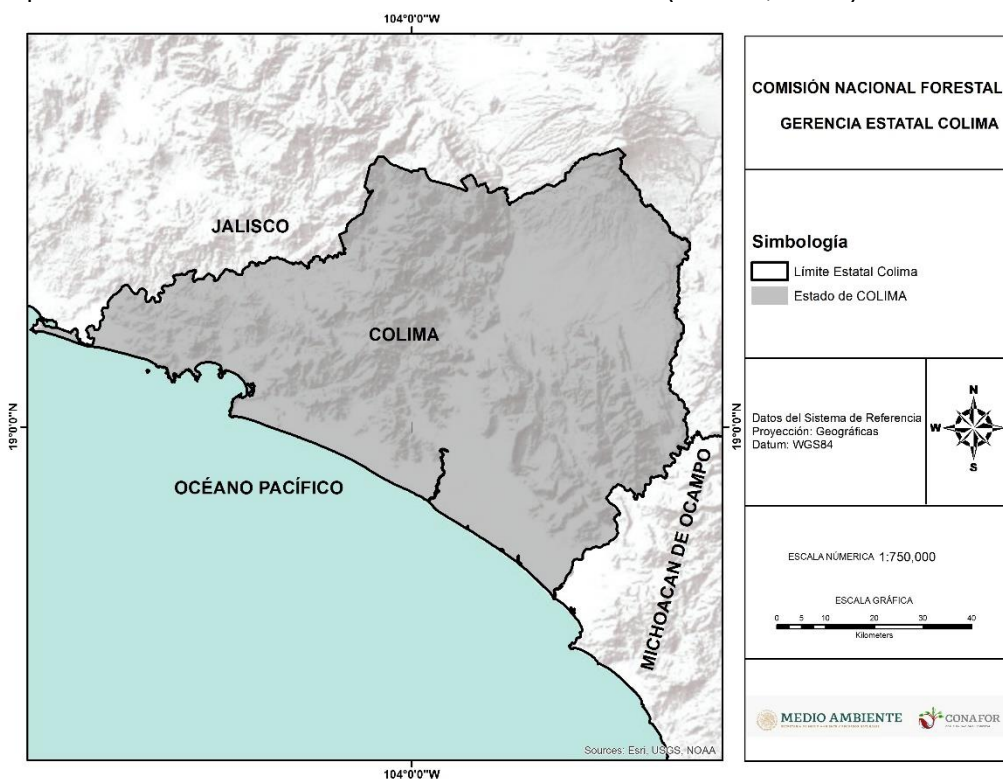 104°0'0"W
JALISCO
COLIMA
OCÉANO PACÍFICO
MICHOACAN DE OCAMPO
19°0'0"N
19°0'0"N
Sources: Esri, USGS, NOAA
104°0'0"W
COMISIÓN NACIONAL FORESTAL
GERENCIA ESTATAL COLIMA
Simbología
Límite Estatal Colima
Estado de COLIMA
Datos del Sistema de Referencia
Proyección: Geográficas
Datum: WGS84
N
W
S
ESCALA NÚMERICA 1:750,000
ESCALA GRÁFICA
0 5 10 20 30 40
Kilometers
MEDIO AMBIENTE
CONAFOR